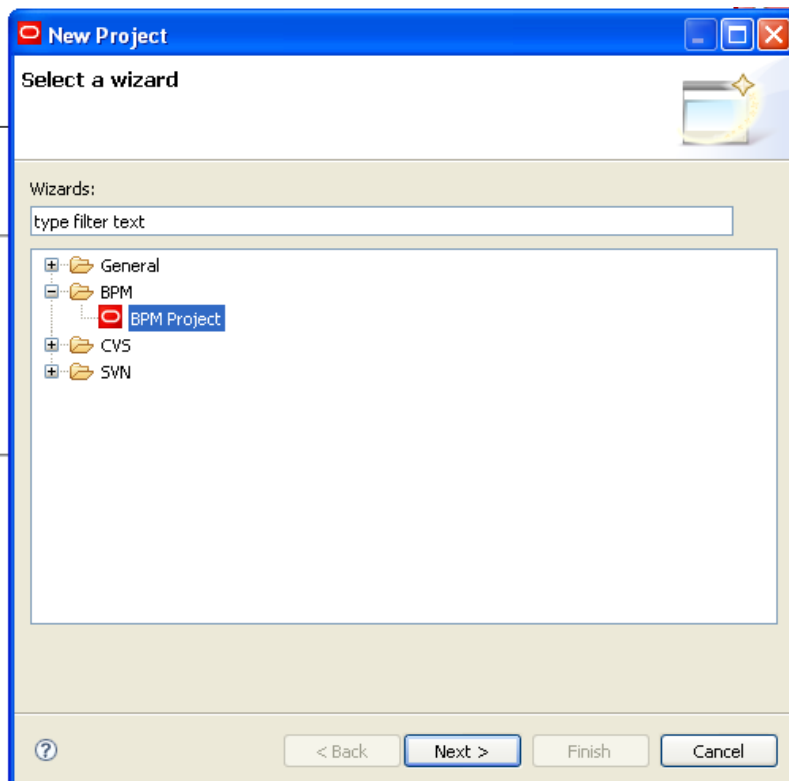 New Project
Select a wizard
Wizards:
type filter text
General
BPM
BPM Project
CVS
SVN
< Back Next > Finish Cancel